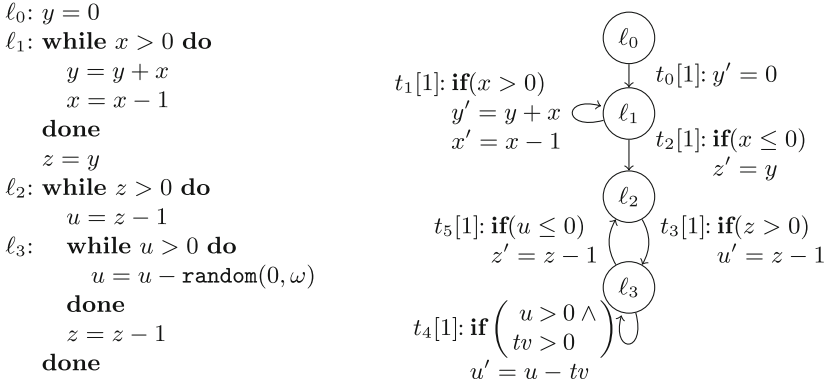 ℓ₀: y = 0
ℓ₁: while x > 0 do
y = y + x
x = x − 1
done
z = y
ℓ₂: while z > 0 do
u = z − 1
ℓ₃: while u > 0 do
u = u − random(0, ω)
done
z = z − 1
done
ℓ₀
t₀[1]: y′ = 0
t₁[1]: if(x > 0)
y′ = y + x
x′ = x − 1
ℓ₁
t₂[1]: if(x ≤ 0)
z′ = y
ℓ₂
t₅[1]: if(u ≤ 0)
z′ = z − 1
t₃[1]: if(z > 0)
u′ = z − 1
ℓ₃
t₄[1]: if(u > 0 ∧
tv > 0)
u′ = u − tv